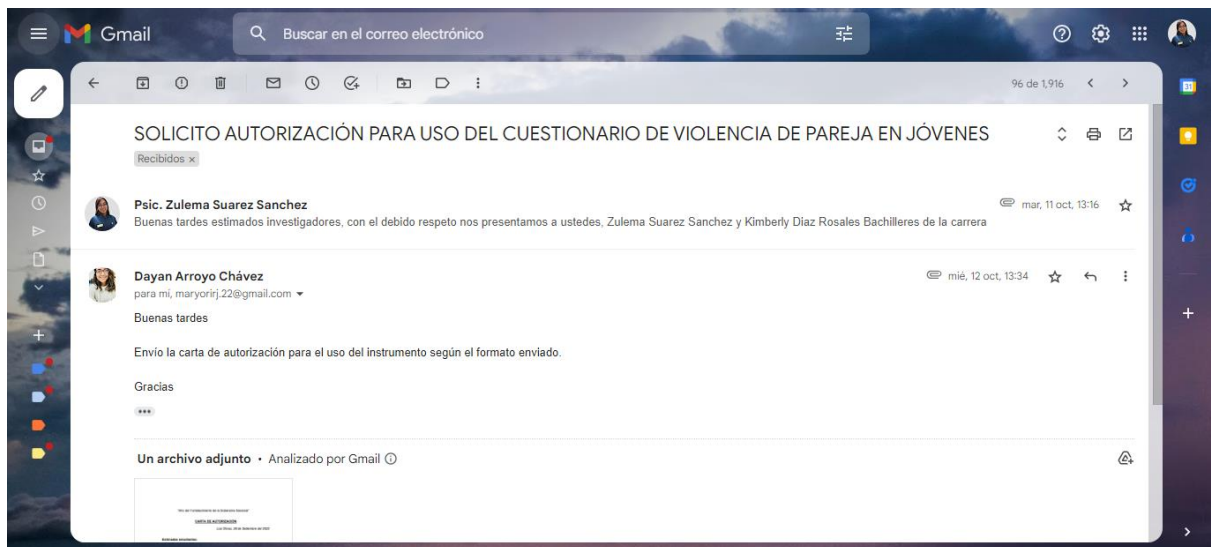 Gmail
Buscar en el correo electrónico
96 de 1,916
31
SOLICITO AUTORIZACIÓN PARA USO DEL CUESTIONARIO DE VIOLENCIA DE PAREJA EN JÓVENES
Recibidos ×
Psic. Zulema Suarez Sanchez
mar, 11 oct, 13:16
Buenas tardes estimados investigadores, con el debido respeto nos presentamos a ustedes, Zulema Suarez Sanchez y Kimberly Diaz Rosales Bachilleres de la carrera
Dayan Arroyo Chávez
mié, 12 oct, 13:34
para mí, maryorirj.22@gmail.com
Buenas tardes
Envío la carta de autorización para el uso del instrumento según el formato enviado.
Gracias
Un archivo adjunto • Analizado por Gmail
CARTA DE AUTORIZACIÓN